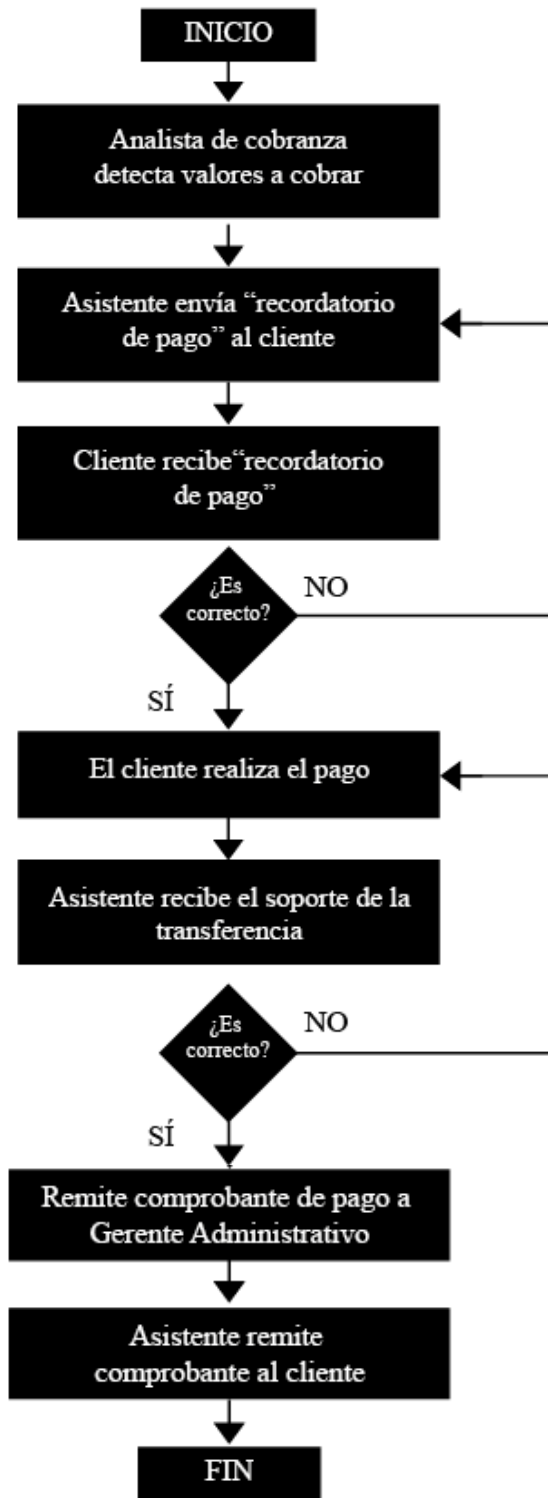 INICIO
Analista de cobranza
detecta valores a cobrar
Asistente envía “recordatorio
de pago” al cliente
Cliente recibe“recordatorio
de pago”
¿Es
correcto?
NO
SÍ
El cliente realiza el pago
Asistente recibe el soporte de la
transferencia
¿Es
correcto?
NO
SÍ
Remite comprobante de pago a
Gerente Administrativo
Asistente remite
comprobante al cliente
FIN